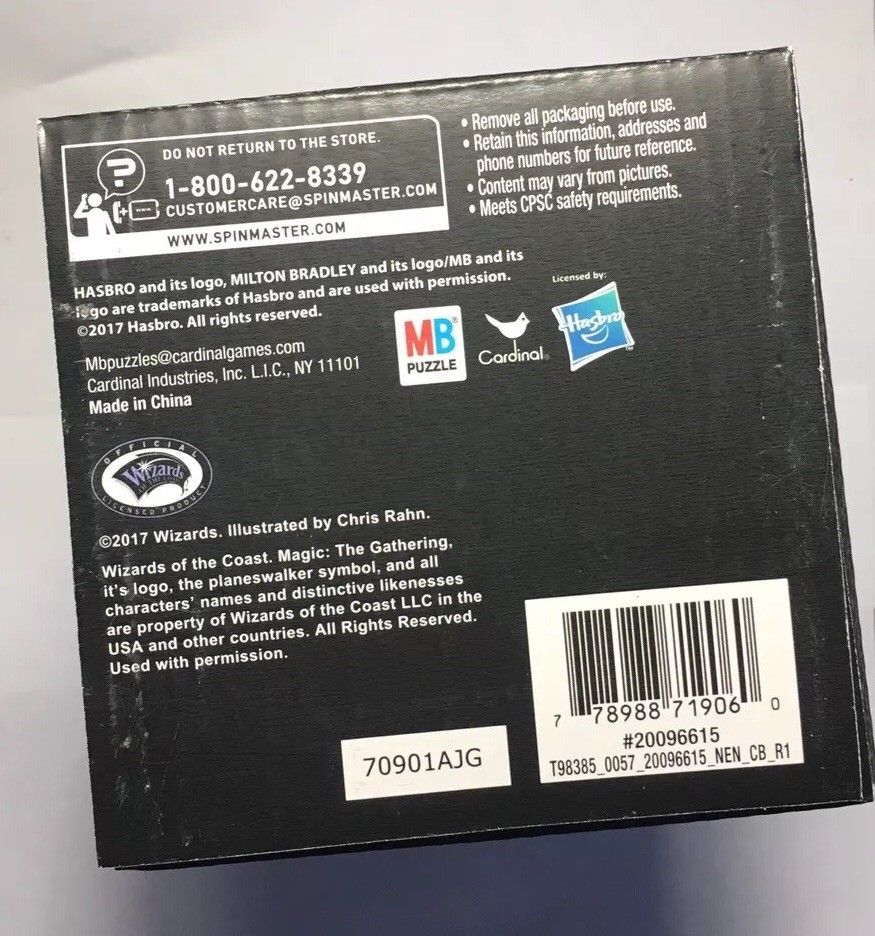 DO NOT RETURN TO THE STORE.
1-800-622-8339
CUSTOMERCARE@SPINMASTER.COM
WWW.SPINMASTER.COM
• Remove all packaging before use.
• Retain this information, addresses and
phone numbers for future reference.
• Content may vary from pictures.
• Meets CPSC safety requirements.
HASBRO and its logo, MILTON BRADLEY and its logo/MB and its
logo are trademarks of Hasbro and are used with permission.
©2017 Hasbro. All rights reserved.
Mbpuzzles@cardinalgames.com
Cardinal Industries, Inc. L.I.C., NY 11101
Made in China
MB®
PUZZLE
Cardinal®
Licensed by:
Hasbro
™
OFFICIAL
Wizards
OF THE COAST
LICENSED PRODUCT
©2017 Wizards. Illustrated by Chris Rahn.
Wizards of the Coast. Magic: The Gathering,
it's logo, the planeswalker symbol, and all
characters' names and distinctive likenesses
are property of Wizards of the Coast LLC in the
USA and other countries. All Rights Reserved.
Used with permission.
70901AJG
7 78988 71906 0
#20096615
T98385_0057_20096615_NEN_CB_R1